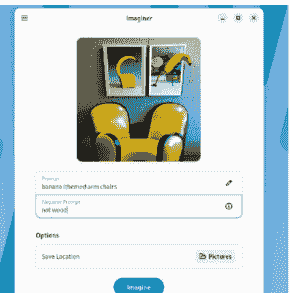 Imaginer
Prompt
banana themed arm chairs
Negative Prompt
not wood
Options
Save Location
Pictures
Imagine